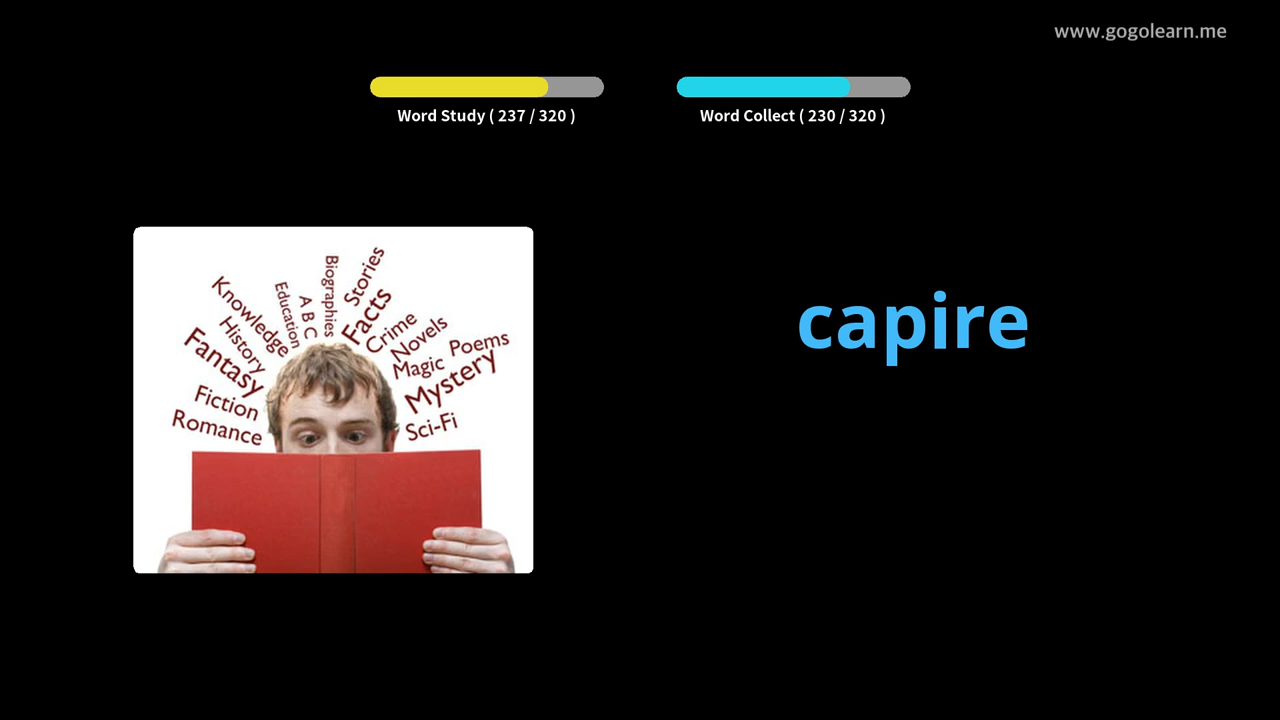 www.gogolearn.me
Word Study ( 237 / 320 )
Word Collect ( 230 / 320 )
Biographies
Stories
Education
A B C
Facts
Knowledge
History
Crime
Novels
Poems
Fantasy
Magic
Mystery
Fiction
Romance
Sci-Fi
capire